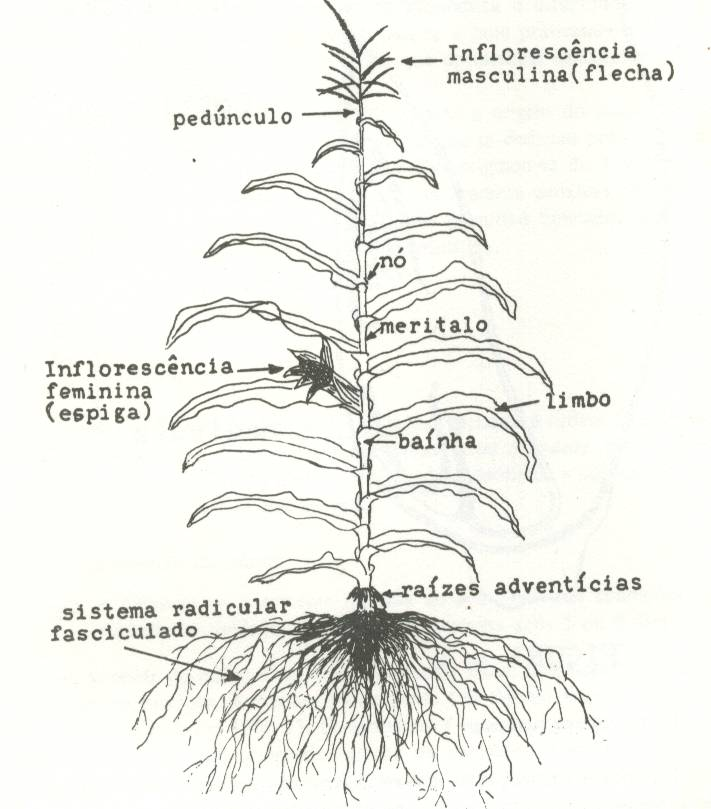 Inflorescência
masculina(flecha)
pedúnculo
nó
meritalo
Inflorescência
feminina
(espiga)
limbo
baínha
raízes adventícias
sistema radicular
fasciculado